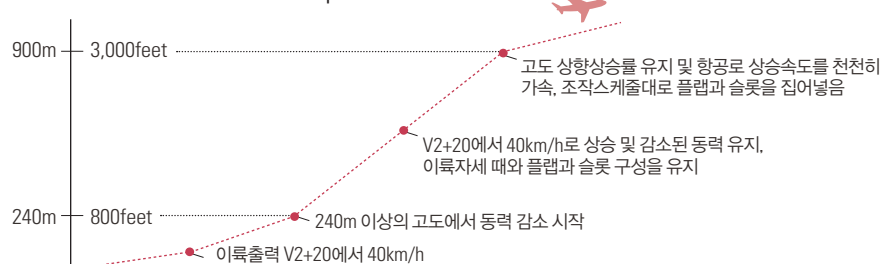 900m
3,000feet
고도 상향상승률 유지 및 항공로 상승속도를 천천히
가속, 조작스케줄대로 플랩과 슬롯을 집어넣음
V2+20에서 40km/h로 상승 및 감소된 동력 유지,
이륙자세 때와 플랩과 슬롯 구성을 유지
240m
800feet
240m 이상의 고도에서 동력 감소 시작
이륙출력 V2+20에서 40km/h